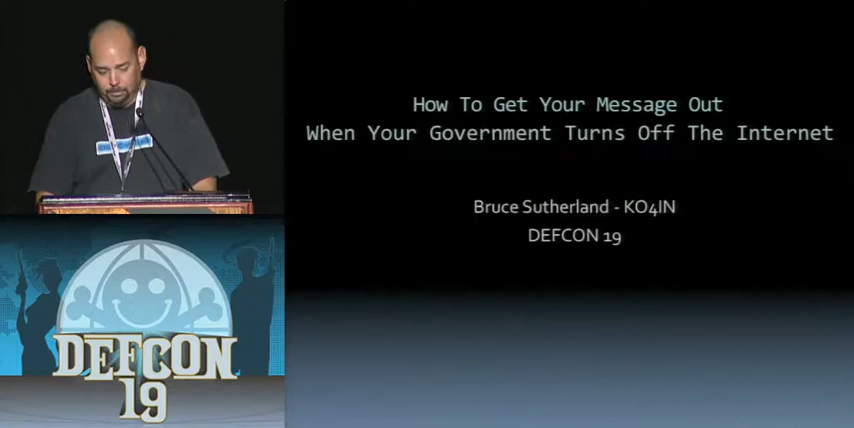 How To Get Your Message Out
When Your Government Turns Off The Internet
Bruce Sutherland - KO4IN
DEFCON 19
DEFCON
19